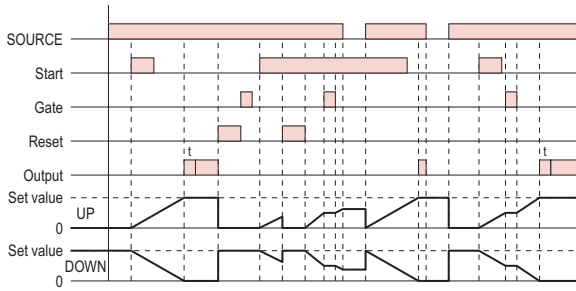 SOURCE
Start
Gate
Reset
t
t
Output
Set value
UP
0
Set value
DOWN
0